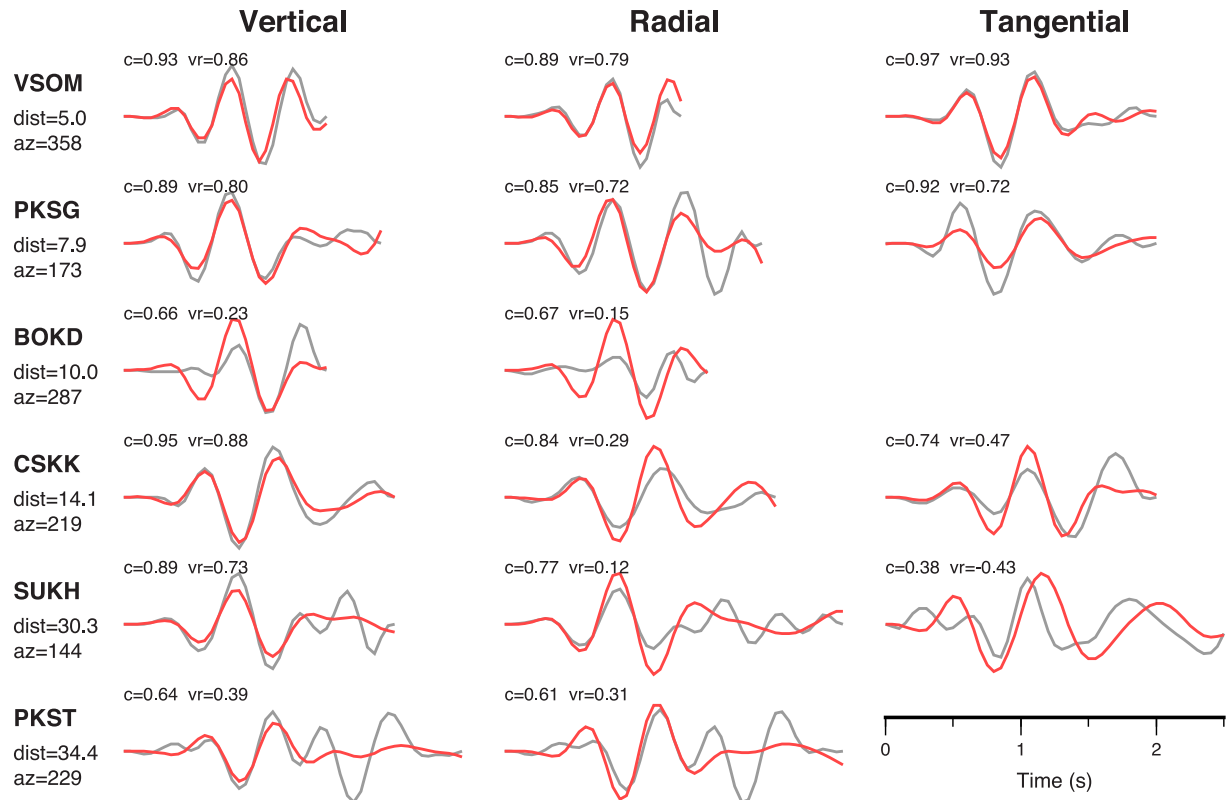 Vertical Radial Tangential
VSOM
dist=5.0
az=358
c=0.93 vr=0.86
c=0.89 vr=0.79
c=0.97 vr=0.93
PKSG
dist=7.9
az=173
c=0.89 vr=0.80
c=0.85 vr=0.72
c=0.92 vr=0.72
BOKD
dist=10.0
az=287
c=0.66 vr=0.23
c=0.67 vr=0.15
CSKK
dist=14.1
az=219
c=0.95 vr=0.88
c=0.84 vr=0.29
c=0.74 vr=0.47
SUKH
dist=30.3
az=144
c=0.89 vr=0.73
c=0.77 vr=0.12
c=0.38 vr=-0.43
PKST
dist=34.4
az=229
c=0.64 vr=0.39
c=0.61 vr=0.31
0 1 2
Time (s)